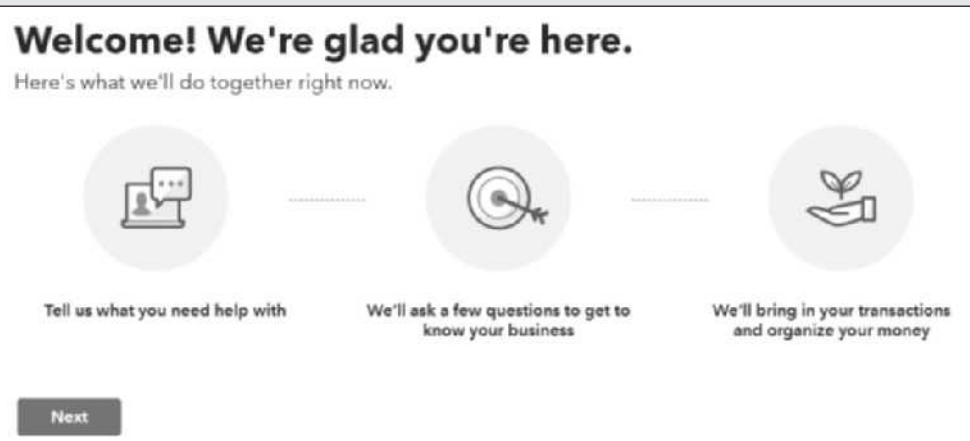 Welcome! We're glad you're here.
Here's what we'll do together right now.
Tell us what you need help with
We'll ask a few questions to get to
know your business
We'll bring in your transactions
and organize your money
Next